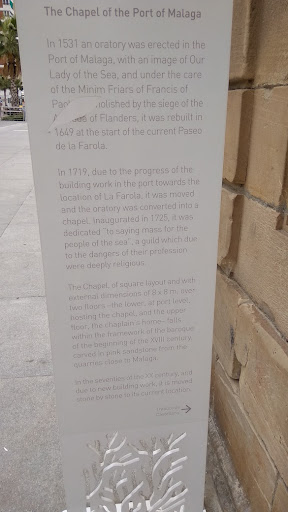 The Chapel of the Port of Malaga
In 1531 an oratory was erected in the
Port of Malaga, with an image of Our
Lady of the Sea, and under the care
of the Minim Friars of Francis of
by the siege of the
of Flanders, it was rebuilt in
1649 at the start of the current Paseo
de la Farola.
In 1719, due to the progress of the
building work in the port towards the
location of La Farola, it was moved
and the oratory was converted into a
chapel. Inaugurated in 1725, it was
dedicated "to saying mass for the
people of the sea", a guild which due
to the dangers of their profession
were deeply religious.
The Chapel, of square layout and with
external dimensions of 8 x 8 m. over
two floors -the lower, at port level,
hosting the chapel, and the upper
floor, the chaplain's home- falls
within the framework of the baroque
of the beginning of the XVIII century,
carved in pink sandstone from the
quarries close to Malaga.
In the seventies of the XX century, and
due to new building work, it is moved
stone by stone to its current location.